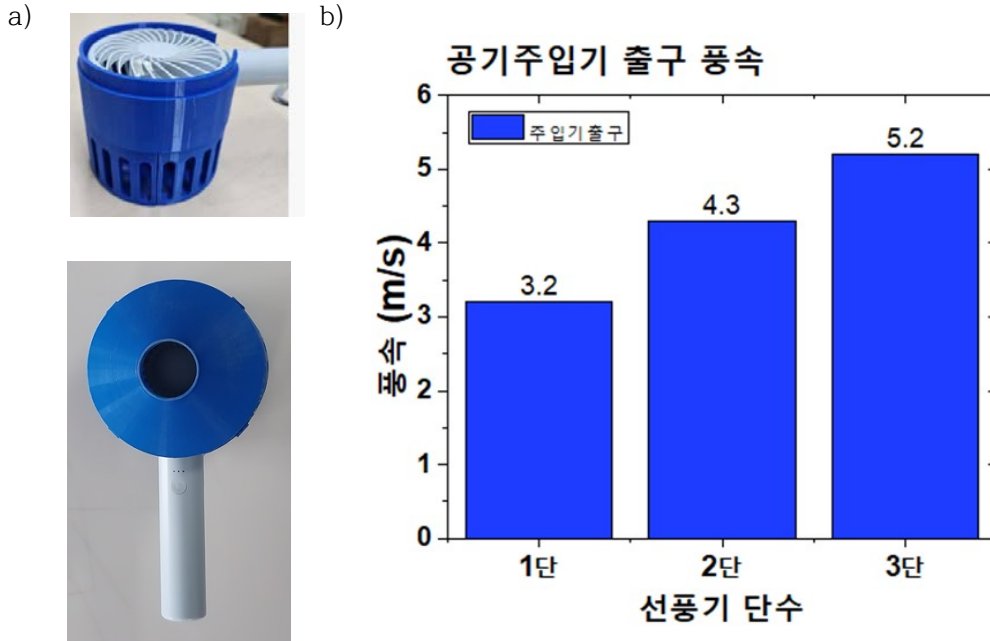 a)
b)
공기주입기 출구 풍속
6
5
4
3
2
1
0
풍속 (m/s)
주입기출구
3.2
4.3
5.2
1단
2단
3단
선풍기 단수